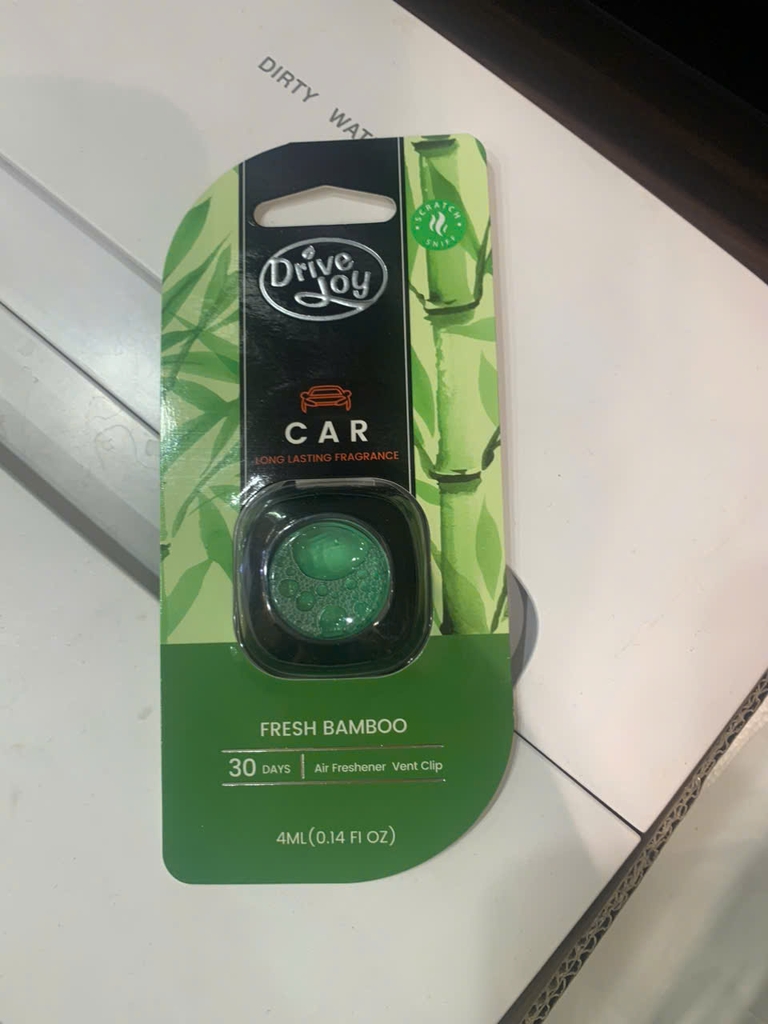 DIRTY WAT
SCRATCH
SNIFF
Drive
Joy
CAR
LONG LASTING FRAGRANCE
FRESH BAMBOO
30 DAYS | Air Freshener Vent Clip
4ML(0.14 Fl OZ)